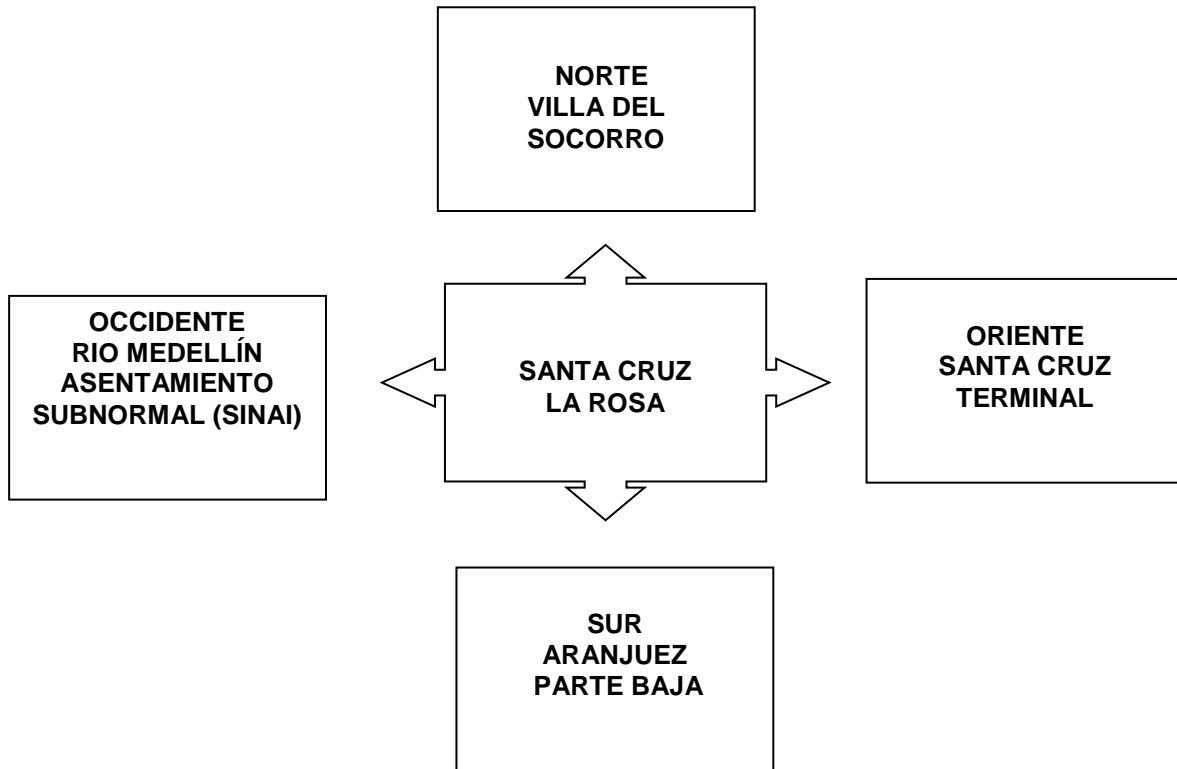 NORTE
VILLA DEL
SOCORRO
OCCIDENTE
RIO MEDELLÍN
ASENTAMIENTO
SUBNORMAL (SINAI)
SANTA CRUZ
LA ROSA
ORIENTE
SANTA CRUZ
TERMINAL
SUR
ARANJUEZ
PARTE BAJA